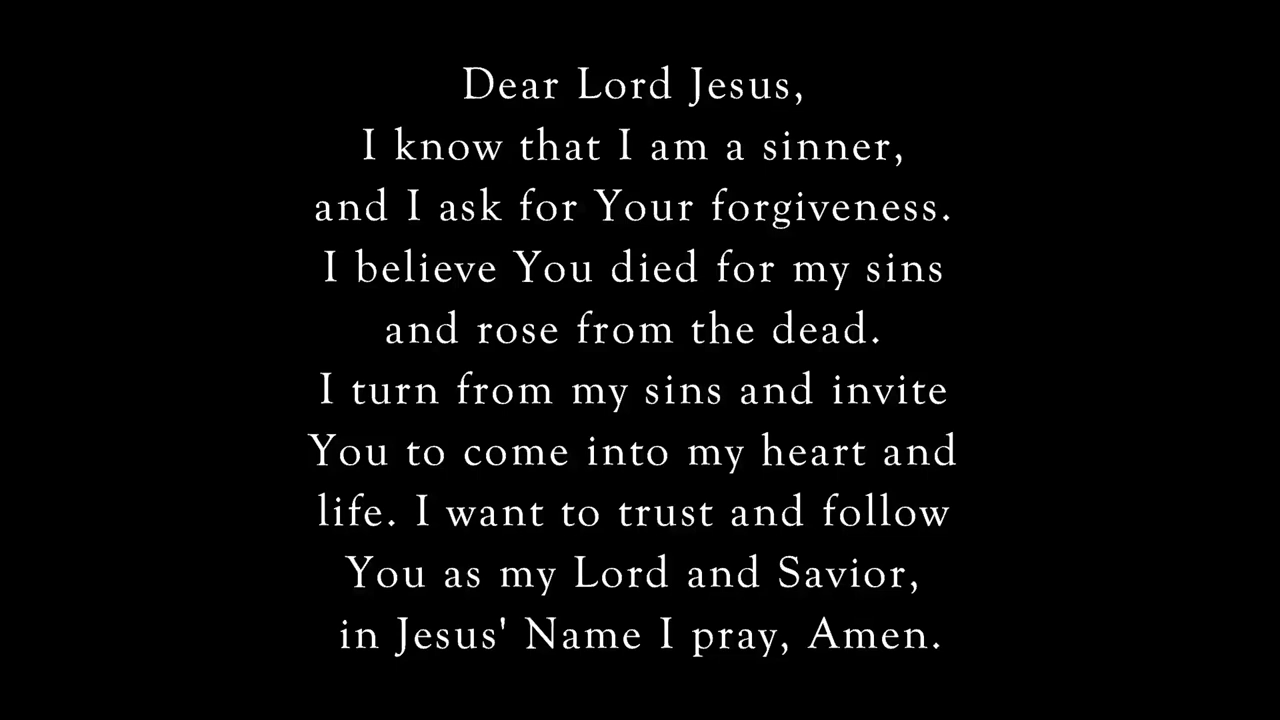 Dear Lord Jesus,
I know that I am a sinner,
and I ask for Your forgiveness.
I believe You died for my sins
and rose from the dead.
I turn from my sins and invite
You to come into my heart and
life. I want to trust and follow
You as my Lord and Savior,
in Jesus' Name I pray, Amen.